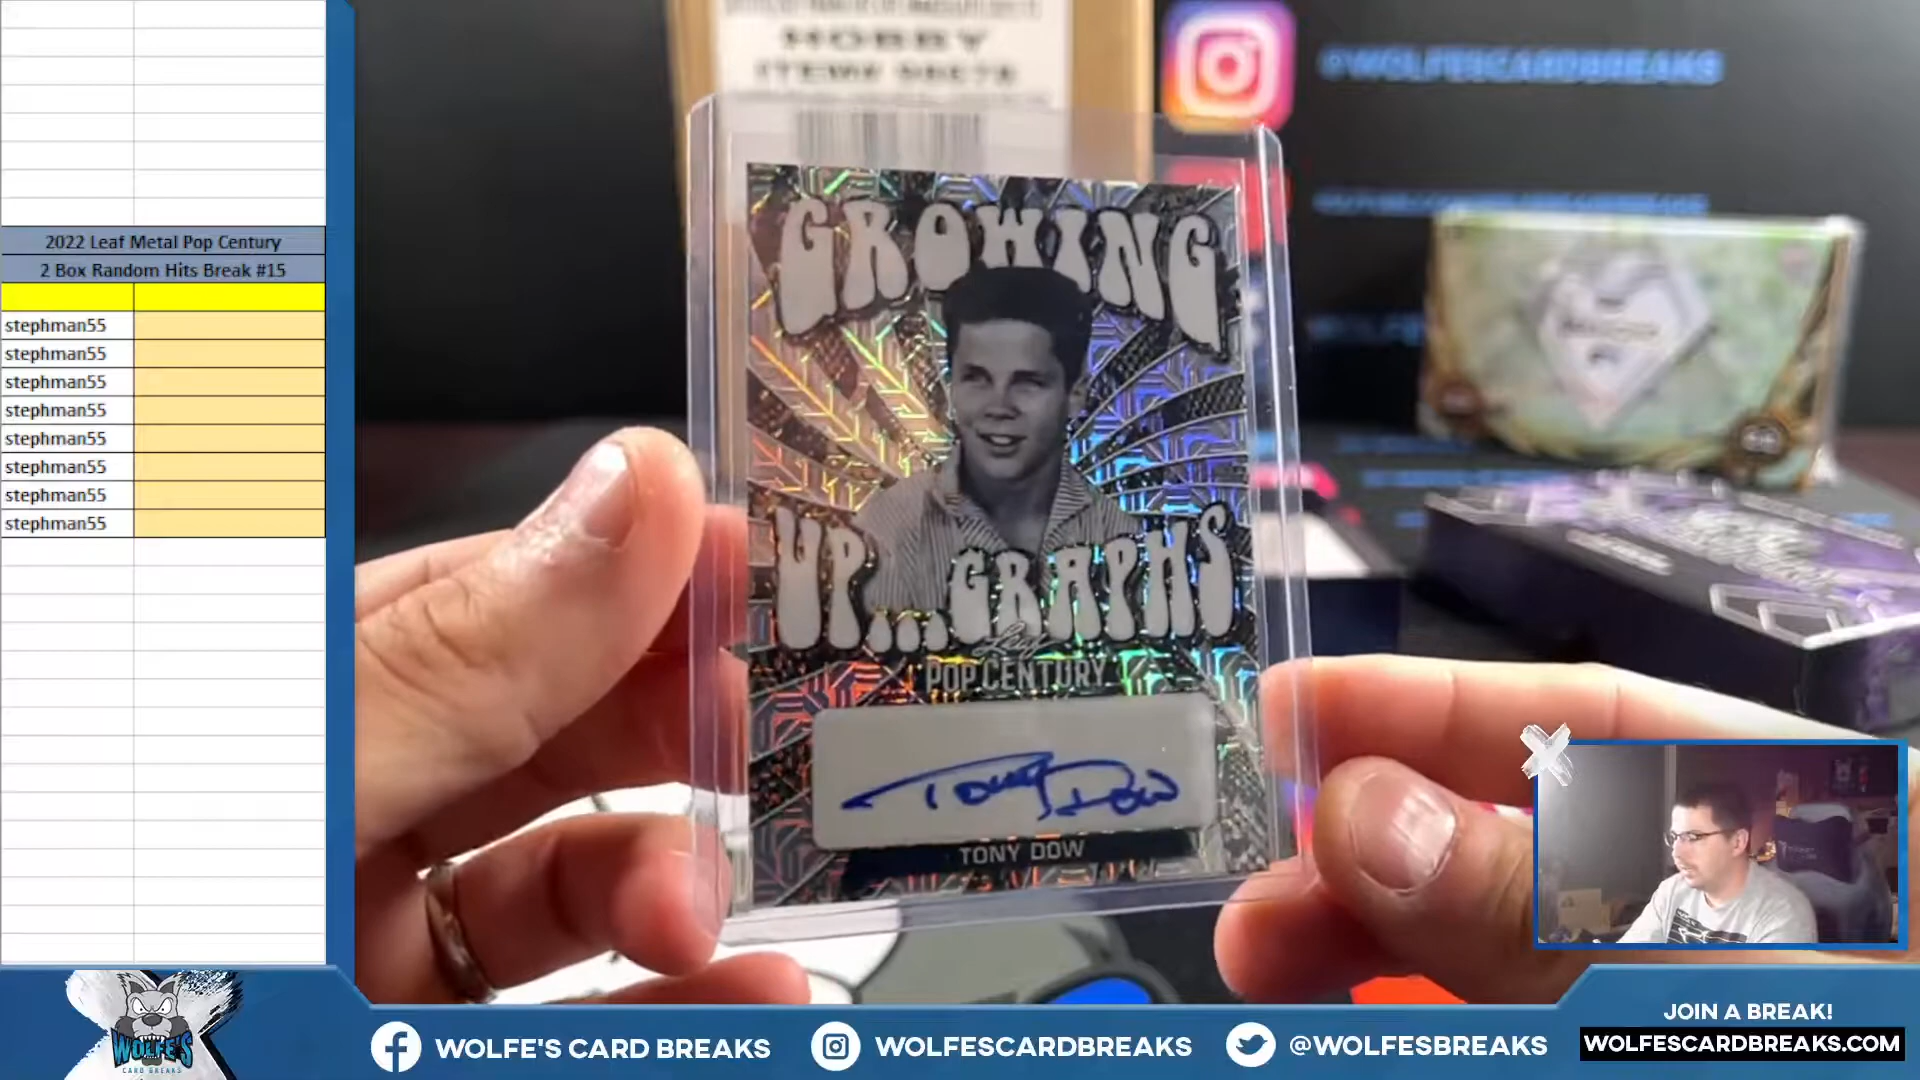 2022 Leaf Metal Pop Century
2 Box Random Hits Break #15
stephman55
stephman55
stephman55
stephman55
stephman55
stephman55
stephman55
stephman55
HOBBY
@WOLFESCARDBREAKS
GROWING
UP...GRAPHS
Leaf
POP CENTURY
Tony Dow
TONY DOW
WOLFE'S
CARD BREAKS
WOLFE'S CARD BREAKS
WOLFESCARDBREAKS
@WOLFESBREAKS
JOIN A BREAK!
WOLFESCARDBREAKS.COM